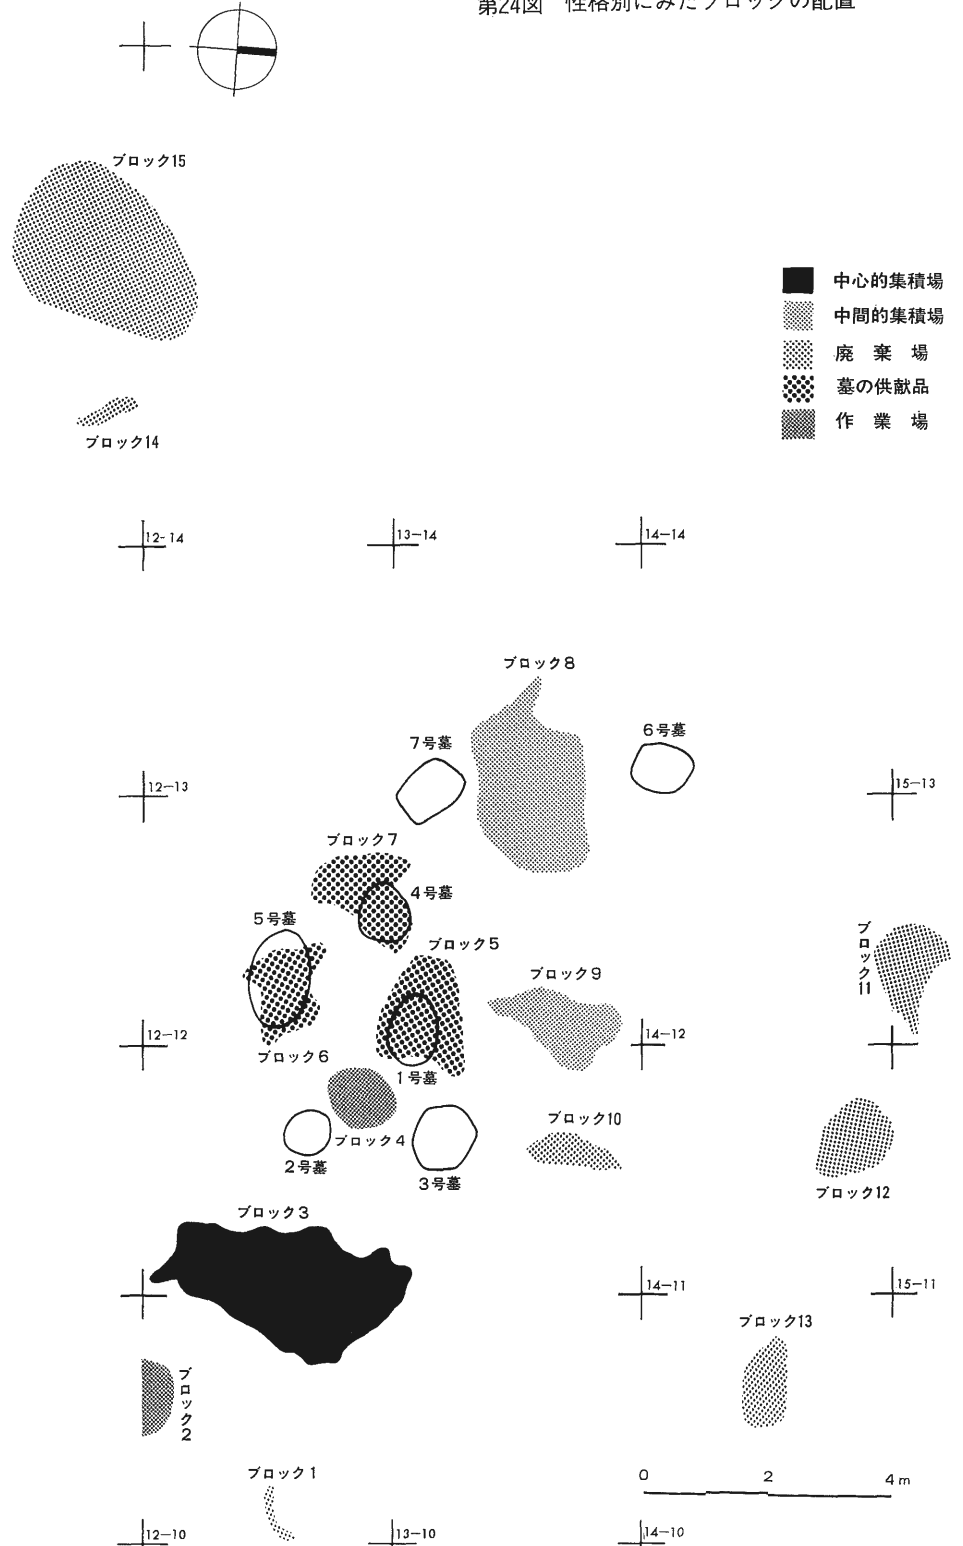 第24図 性格別にみたブロックの配置
ブロック15
中心的集積場
中間的集積場
廃棄場
墓の供献品
作業場
ブロック14
12-14
13-14
14-14
ブロック8
6号墓
7号墓
12-13
15-13
ブロック7
4号墓
5号墓
ブロック5
ブロック11
ブロック9
12-12
14-12
ブロック6
1号墓
ブロック4
ブロック10
2号墓
3号墓
ブロック12
ブロック3
14-11
15-11
ブロック13
ブロック2
ブロック1
0 2 4m
12-10
13-10
14-10